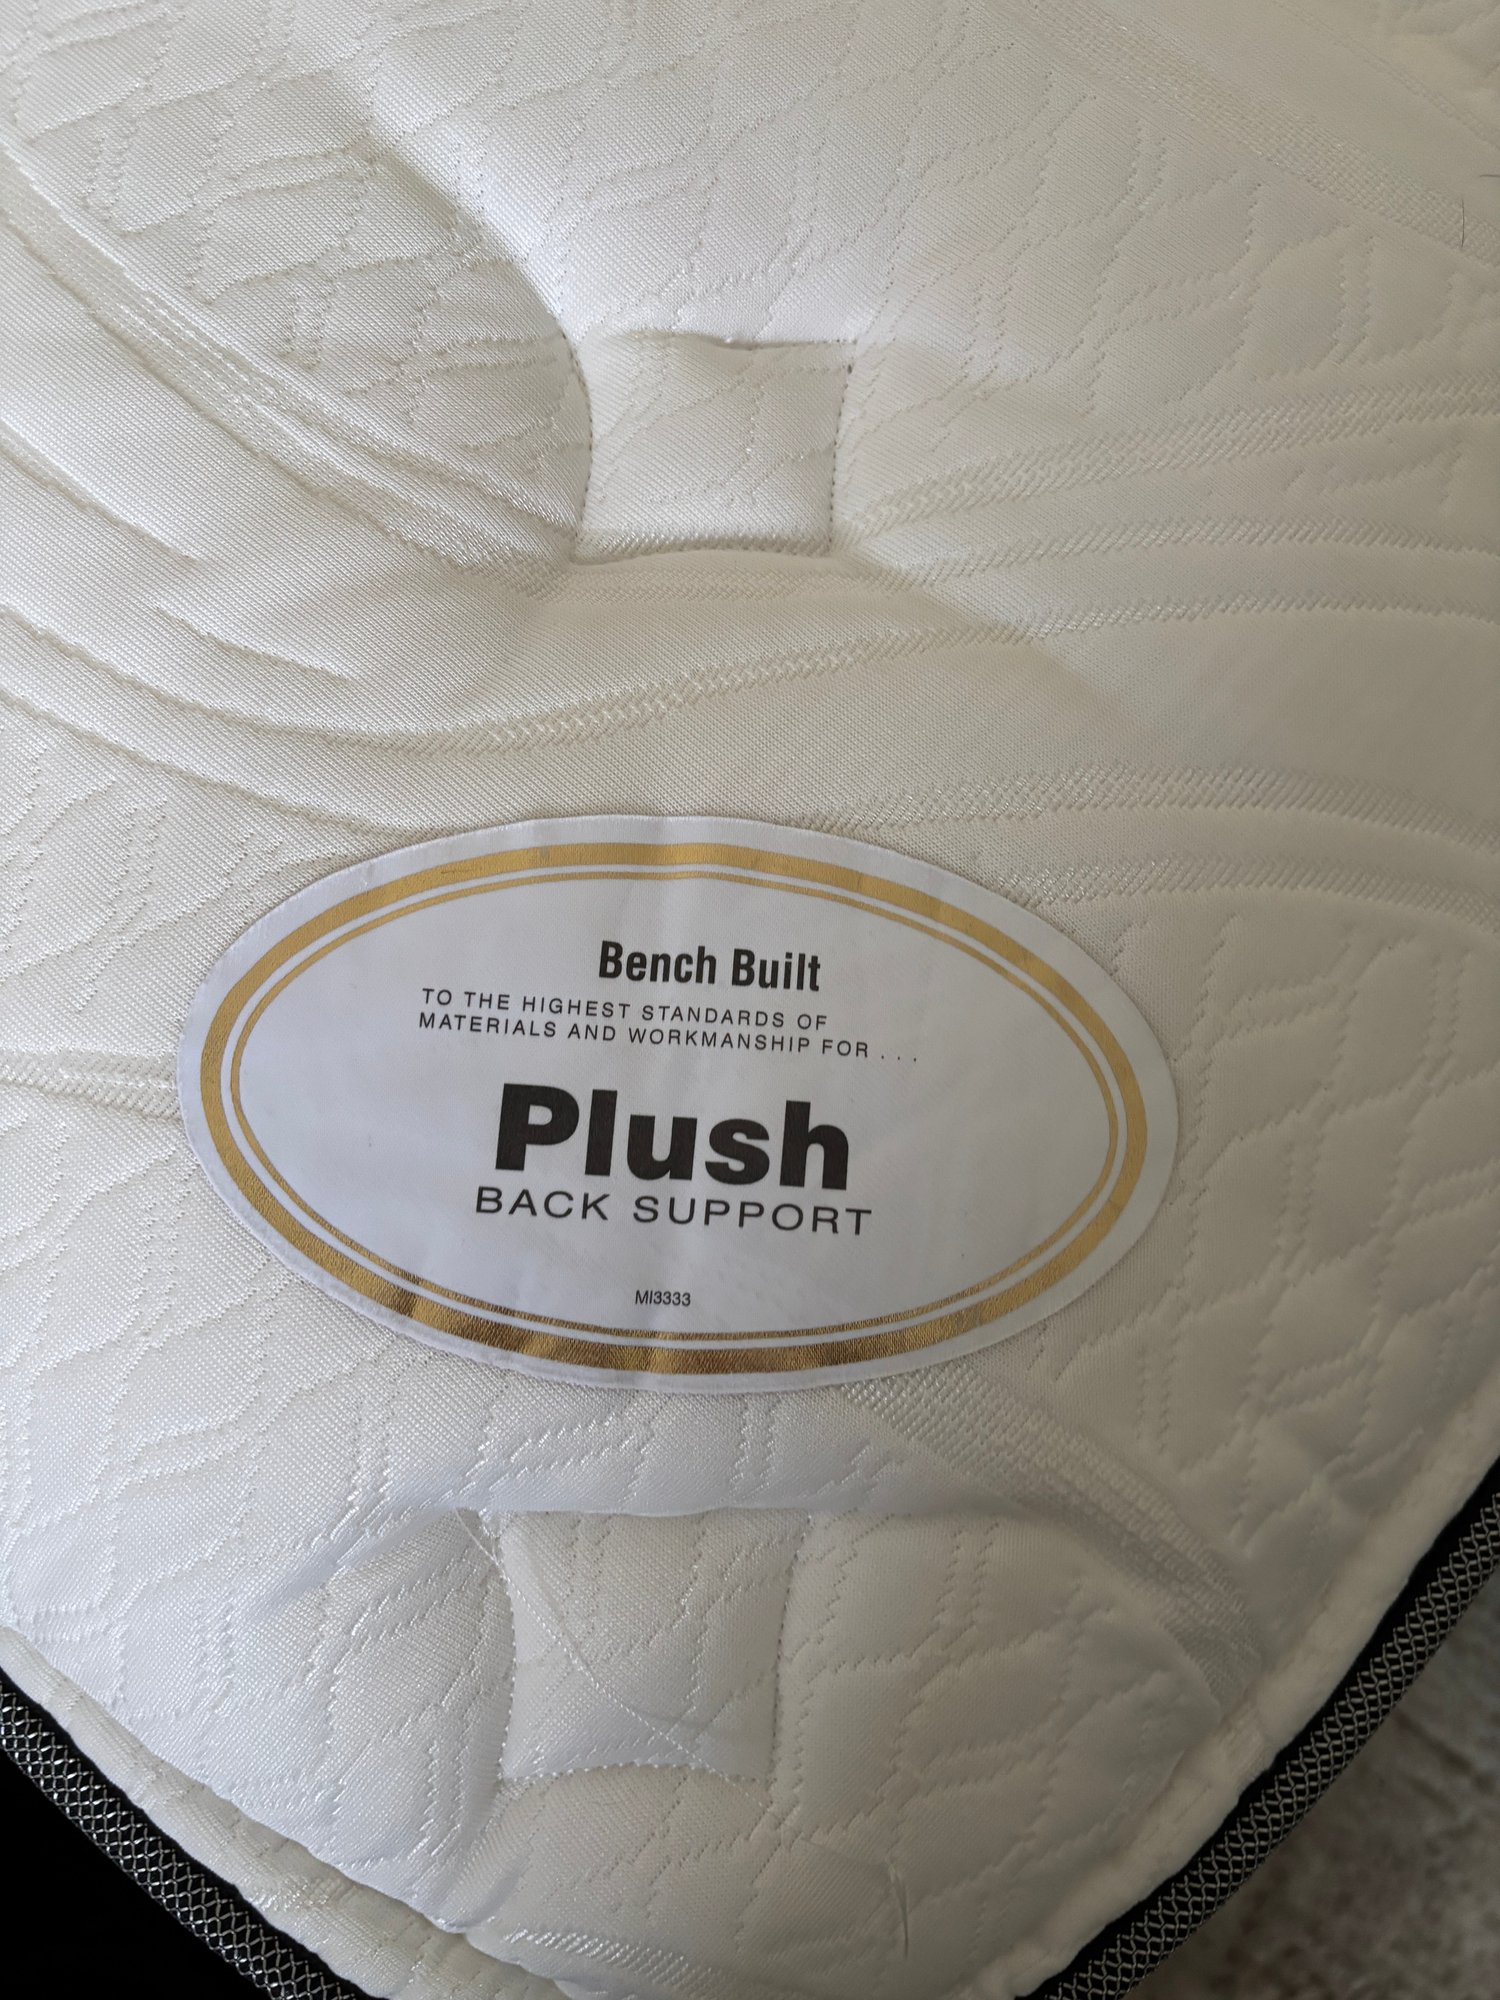 Bench Built
TO THE HIGHEST STANDARDS OF
MATERIALS AND WORKMANSHIP FOR . . .
Plush
BACK SUPPORT
MI3333